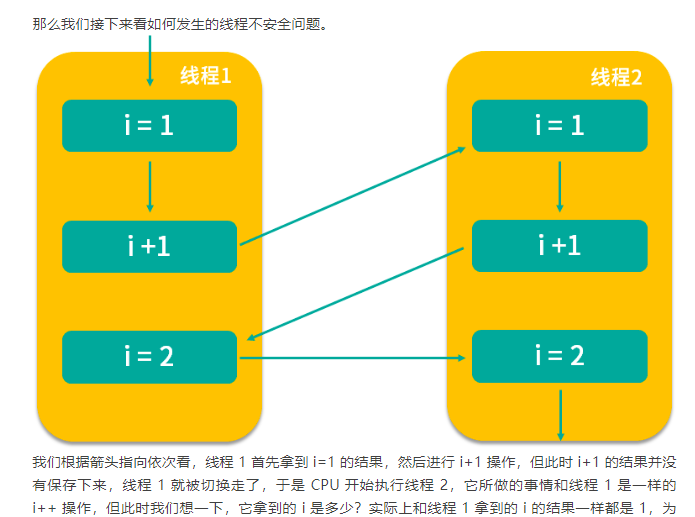 那么我们接下来看如何发生的线程不安全问题。
线程1
i = 1
i +1
i = 2
线程2
i = 1
i +1
i = 2
我们根据箭头指向依次看，线程 1 首先拿到 i=1 的结果，然后进行 i+1 操作，但此时 i+1 的结果并没
有保存下来，线程 1 就被切换走了，于是 CPU 开始执行线程 2，它所做的事情和线程 1 是一样的
i++ 操作，但此时我们想一下，它拿到的 i 是多少？实际上和线程 1 拿到的 i 的结果一样都是 1，为